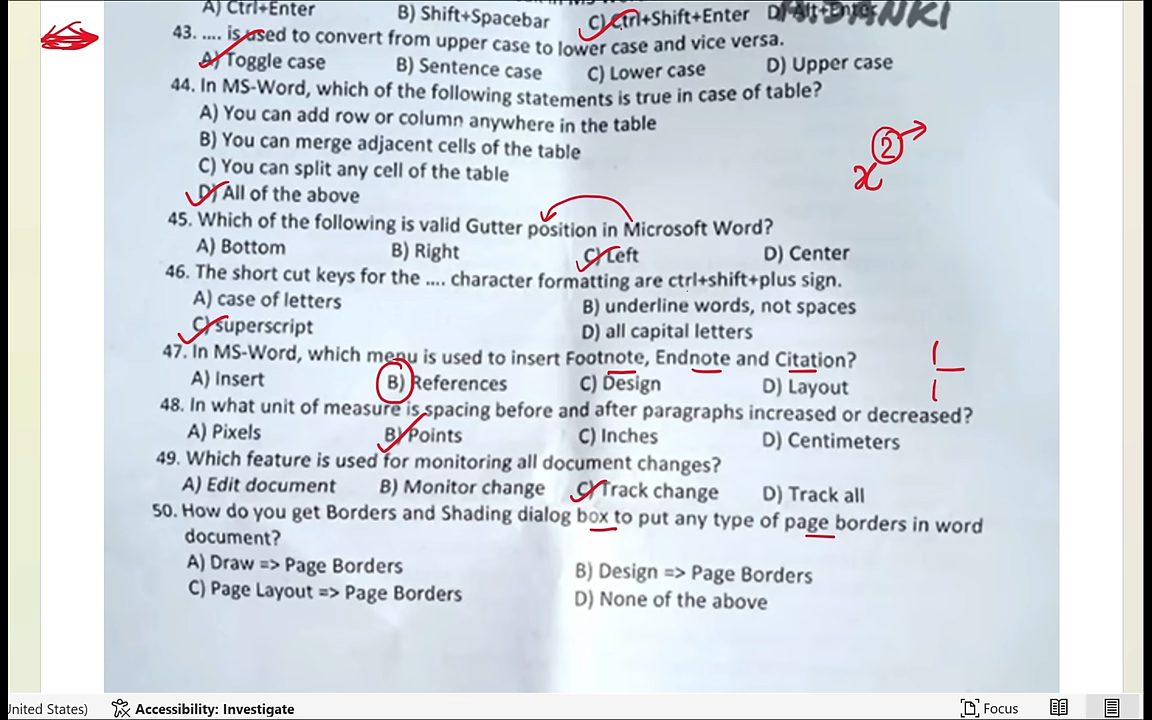 A) Ctrl+Enter B) Shift+Spacebar C) Ctrl+Shift+Enter D) Alt+Enter
43. .... is used to convert from upper case to lower case and vice versa.
A) Toggle case B) Sentence case C) Lower case D) Upper case
44. In MS-Word, which of the following statements is true in case of table?
A) You can add row or column anywhere in the table
B) You can merge adjacent cells of the table
C) You can split any cell of the table
D) All of the above
x 2
45. Which of the following is valid Gutter position in Microsoft Word?
A) Bottom B) Right C) Left D) Center
46. The short cut keys for the .... character formatting are ctrl+shift+plus sign.
A) case of letters B) underline words, not spaces
C) superscript D) all capital letters
47. In MS-Word, which menu is used to insert Footnote, Endnote and Citation?
A) Insert B) References C) Design D) Layout
48. In what unit of measure is spacing before and after paragraphs increased or decreased?
A) Pixels B) Points C) Inches D) Centimeters
49. Which feature is used for monitoring all document changes?
A) Edit document B) Monitor change C) Track change D) Track all
50. How do you get Borders and Shading dialog box to put any type of page borders in word
document?
A) Draw => Page Borders B) Design => Page Borders
C) Page Layout => Page Borders D) None of the above
United States) Accessibility: Investigate Focus